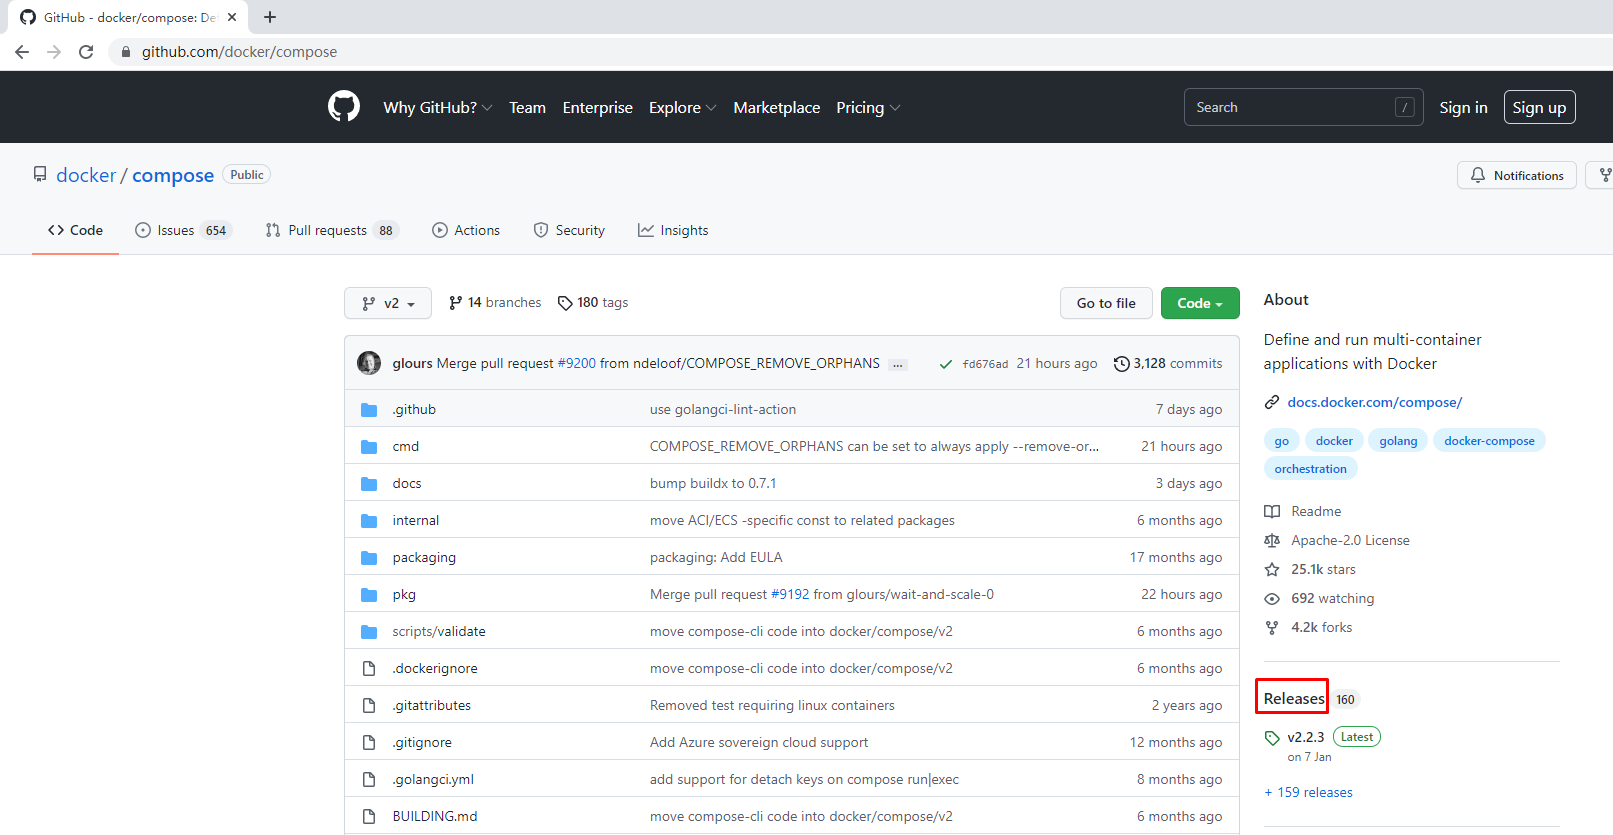 GitHub - docker/compose: De
github.com/docker/compose
Why GitHub? Team Enterprise Explore Marketplace Pricing Search / Sign in Sign up
docker / compose Public Notifications
Code Issues 654 Pull requests 88 Actions Security Insights
v2 14 branches 180 tags Go to file Code
glours Merge pull request #9200 from ndeloof/COMPOSE_REMOVE_ORPHANS ... fd676ad 21 hours ago 3,128 commits
.github use golangci-lint-action 7 days ago
cmd COMPOSE_REMOVE_ORPHANS can be set to always apply --remove-or... 21 hours ago
docs bump buildx to 0.7.1 3 days ago
internal move ACI/ECS -specific const to related packages 6 months ago
packaging packaging: Add EULA 17 months ago
pkg Merge pull request #9192 from glours/wait-and-scale-0 22 hours ago
scripts/validate move compose-cli code into docker/compose/v2 6 months ago
.dockerignore move compose-cli code into docker/compose/v2 6 months ago
.gitattributes Removed test requiring linux containers 2 years ago
.gitignore Add Azure sovereign cloud support 12 months ago
.golangci.yml add support for detach keys on compose run|exec 8 months ago
BUILDING.md move compose-cli code into docker/compose/v2 6 months ago
About
Define and run multi-container
applications with Docker
docs.docker.com/compose/
go docker golang docker-compose
orchestration
Readme
Apache-2.0 License
25.1k stars
692 watching
4.2k forks
Releases 160
v2.2.3 Latest
on 7 Jan
+ 159 releases